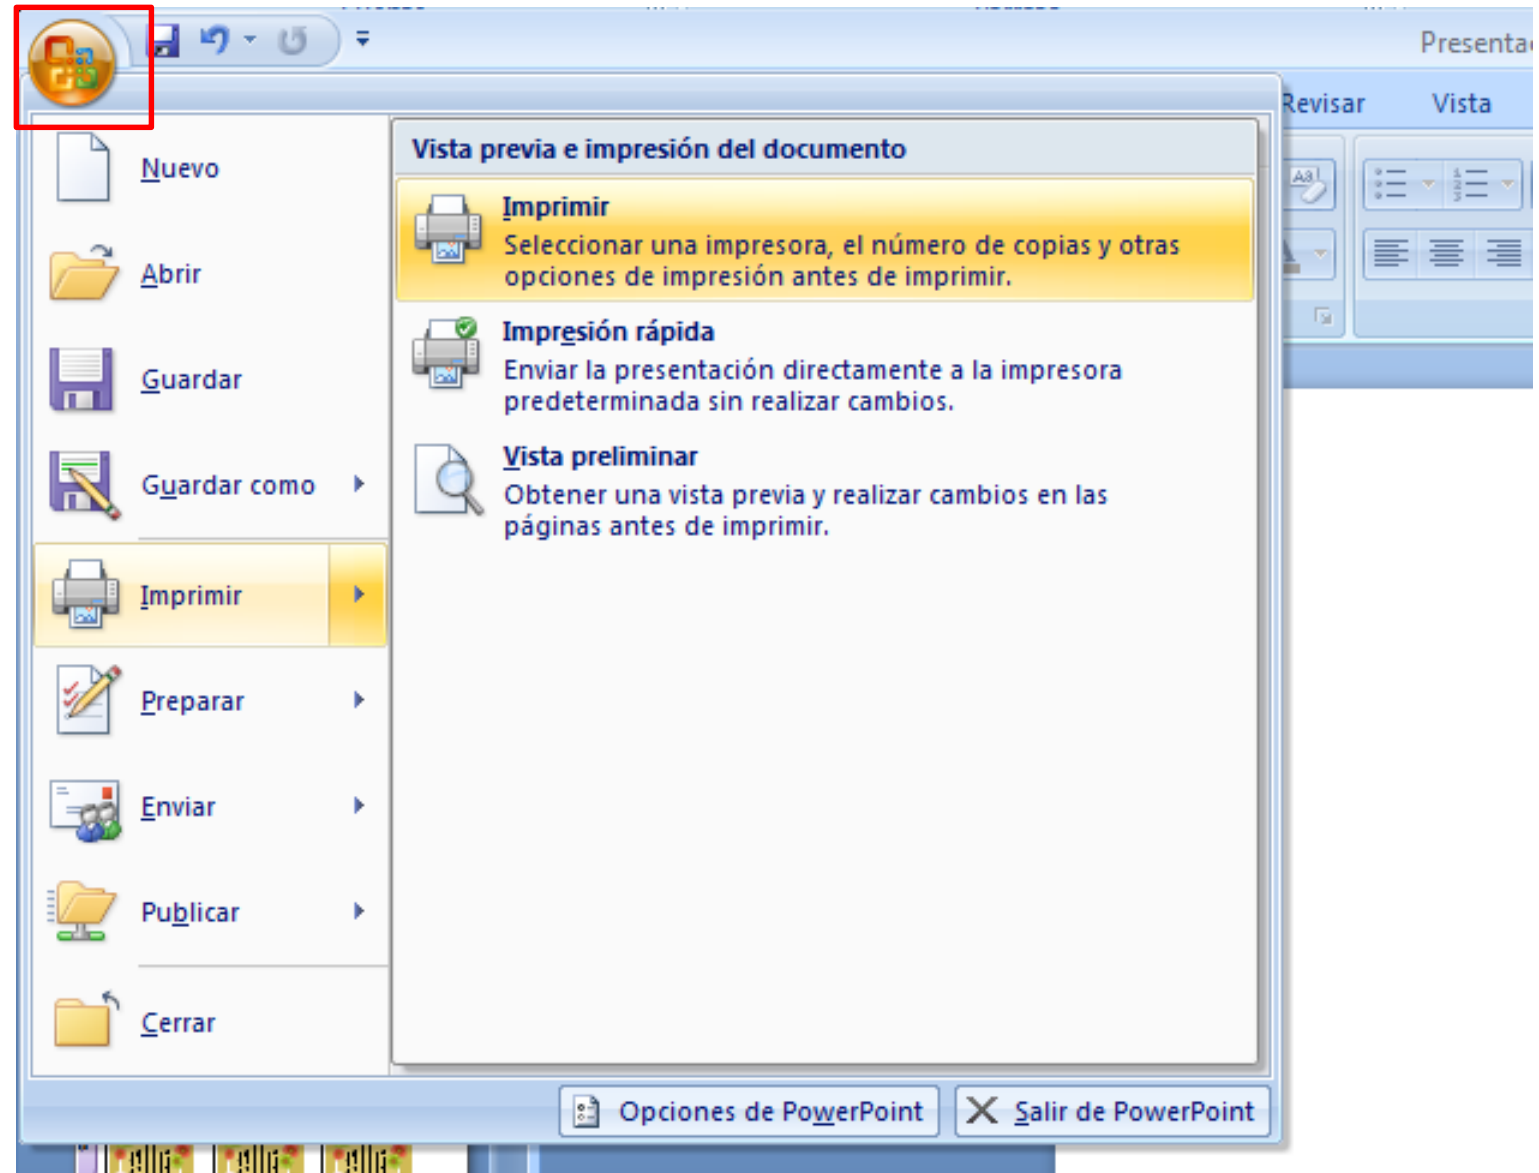 Presenta
Revisar Vista
Nuevo
Abrir
Guardar
Guardar como
Imprimir
Preparar
Enviar
Publicar
Cerrar
Vista previa e impresión del documento
Imprimir
Seleccionar una impresora, el número de copias y otras
opciones de impresión antes de imprimir.
Impresión rápida
Enviar la presentación directamente a la impresora
predeterminada sin realizar cambios.
Vista preliminar
Obtener una vista previa y realizar cambios en las
páginas antes de imprimir.
Opciones de PowerPoint Salir de PowerPoint